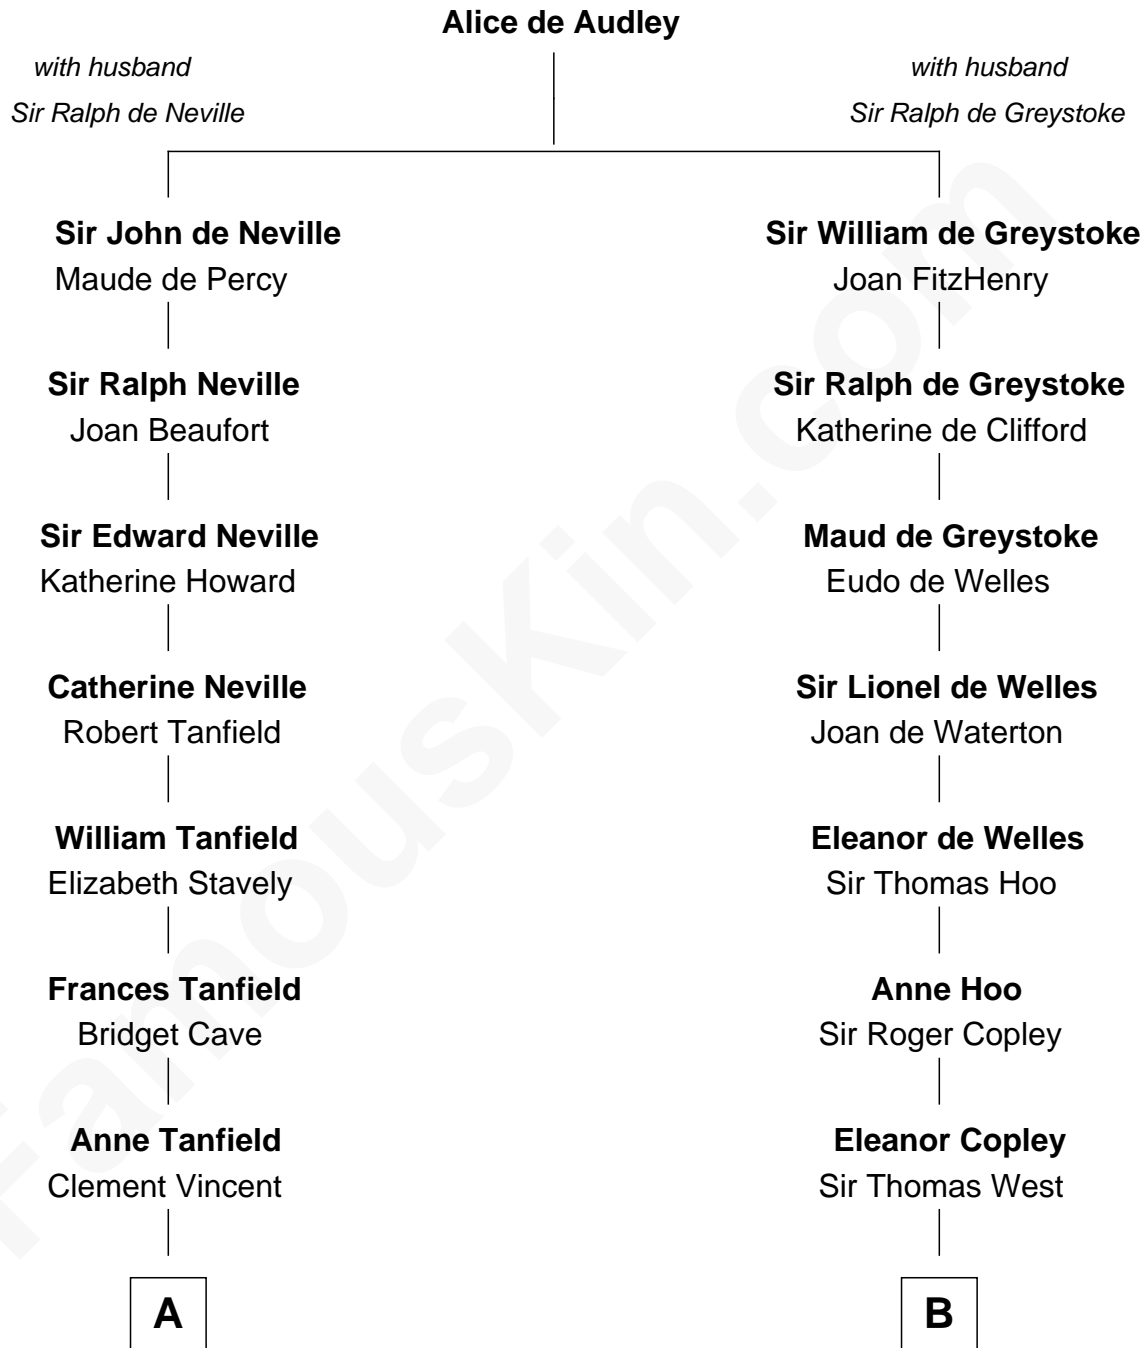 Alice de Audley
with husband
Sir Ralph de Neville
with husband
Sir Ralph de Greystoke
Sir John de Neville
Maude de Percy
Sir William de Greystoke
Joan FitzHenry
Sir Ralph Neville
Joan Beaufort
Sir Ralph de Greystoke
Katherine de Clifford
Sir Edward Neville
Katherine Howard
Maud de Greystoke
Eudo de Welles
Catherine Neville
Robert Tanfield
Sir Lionel de Welles
Joan de Waterton
William Tanfield
Elizabeth Stavely
Eleanor de Welles
Sir Thomas Hoo
Frances Tanfield
Bridget Cave
Anne Hoo
Sir Roger Copley
Anne Tanfield
Clement Vincent
Eleanor Copley
Sir Thomas West
A
B
FamousKin.com